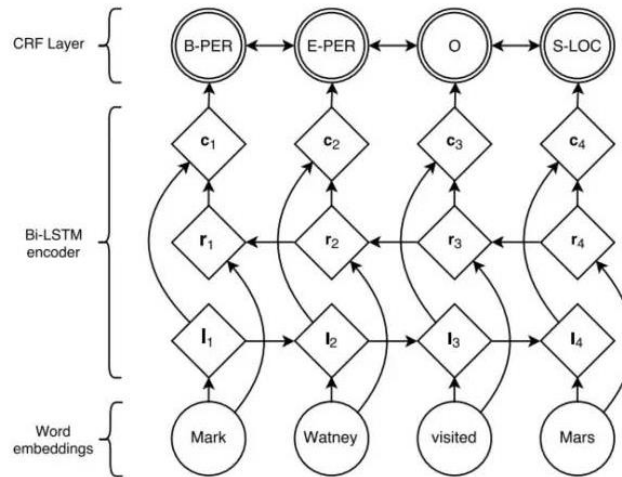 CRF Layer
B-PER E-PER O S-LOC
c₁ c₂ c₃ c₄
Bi-LSTM
encoder
r₁ r₂ r₃ r₄
l₁ l₂ l₃ l₄
Word
embeddings
Mark Watney visited Mars